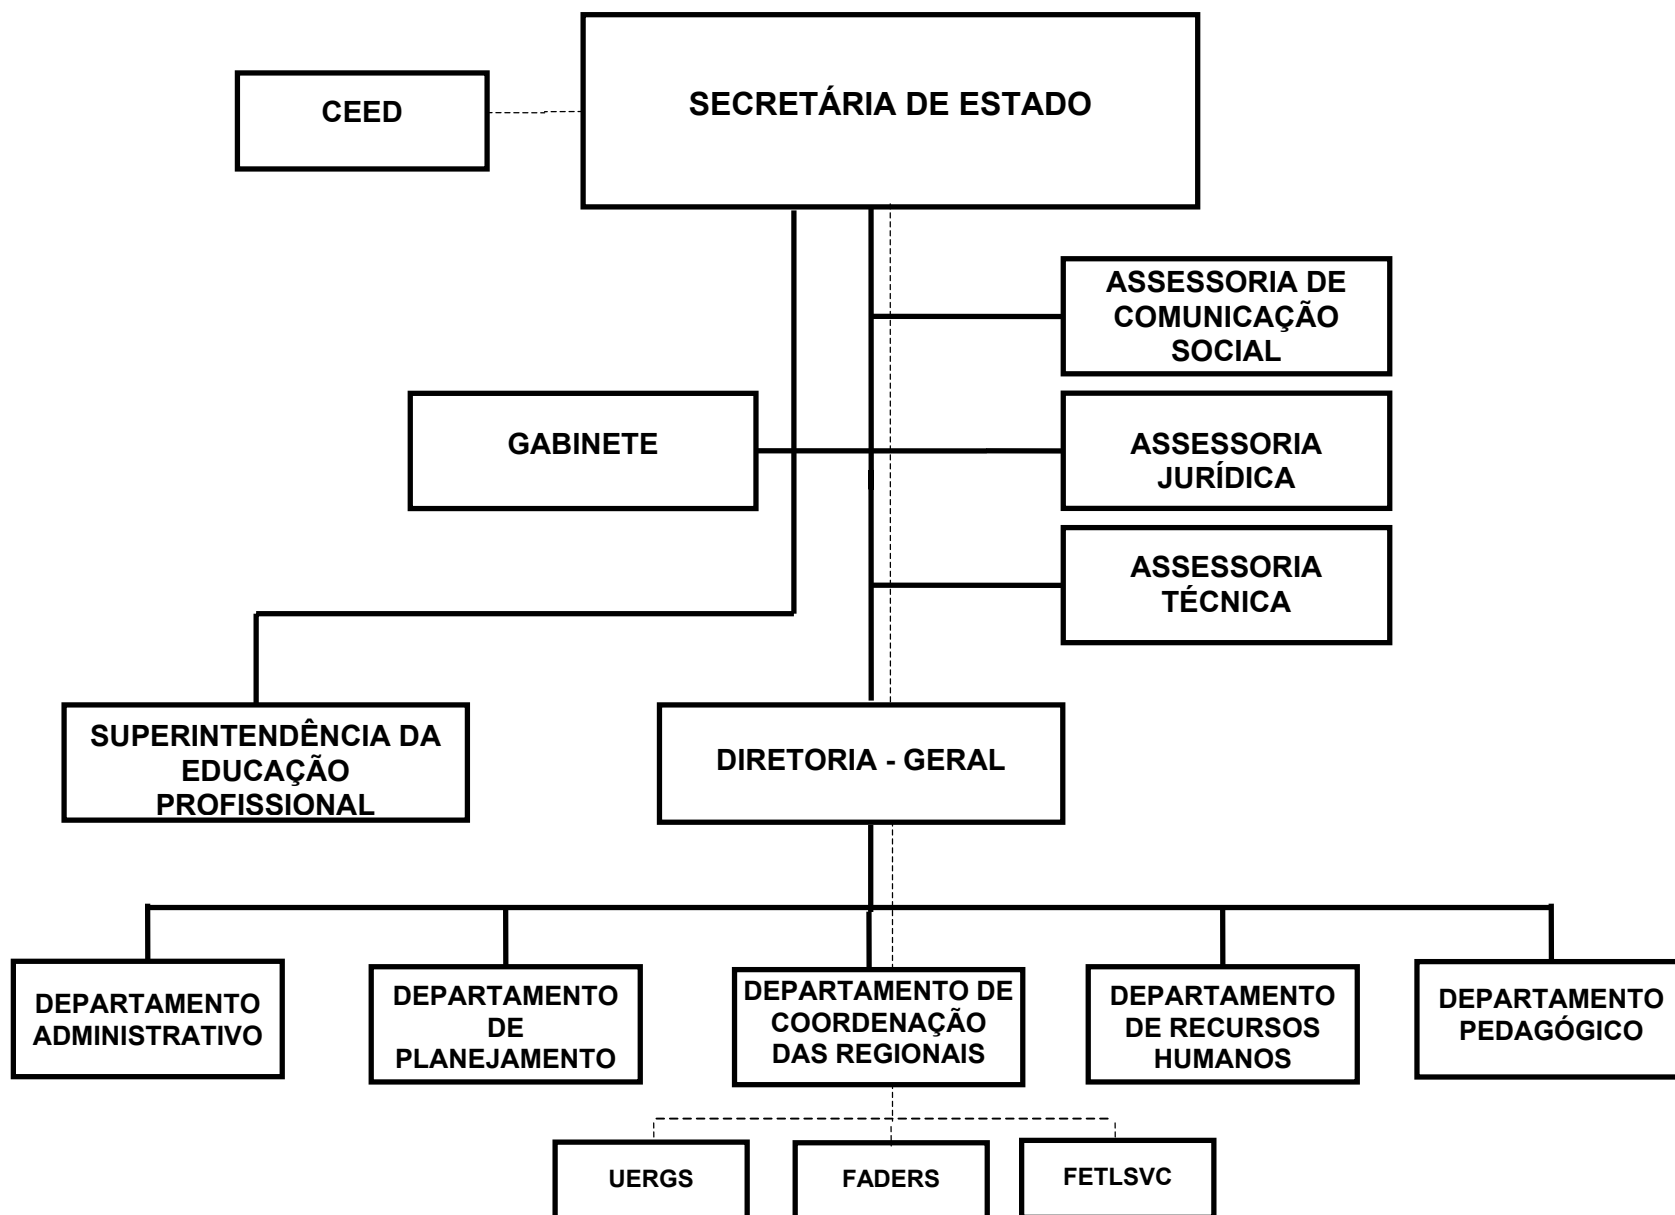 CEED
SECRETÁRIA DE ESTADO
ASSESSORIA DE
COMUNICAÇÃO
SOCIAL
GABINETE
ASSESSORIA
JURÍDICA
ASSESSORIA
TÉCNICA
SUPERINTENDÊNCIA DA
EDUCAÇÃO
PROFISSIONAL
DIRETORIA - GERAL
DEPARTAMENTO
ADMINISTRATIVO
DEPARTAMENTO
DE
PLANEJAMENTO
DEPARTAMENTO DE
COORDENAÇÃO
DAS REGIONAIS
DEPARTAMENTO
DE RECURSOS
HUMANOS
DEPARTAMENTO
PEDAGÓGICO
UERGS
FADERS
FETLSVC